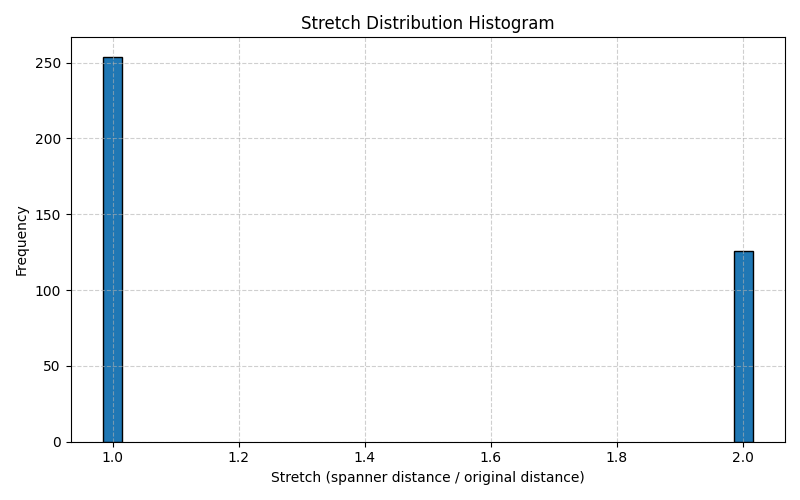 Stretch Distribution Histogram
Frequency
250
200
150
100
50
0
1.0 1.2 1.4 1.6 1.8 2.0
Stretch (spanner distance / original distance)